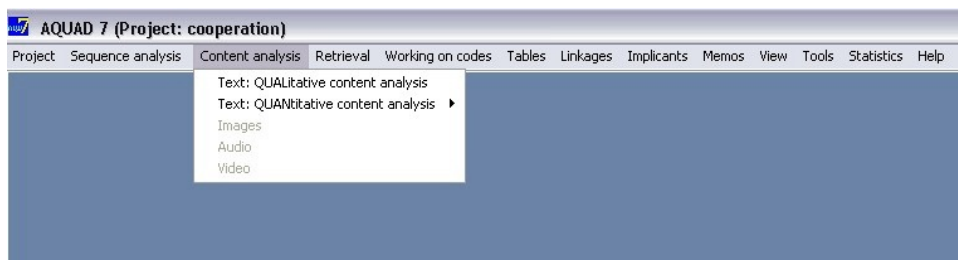 AQUAD 7 (Project: cooperation)
Project Sequence analysis Content analysis Retrieval Working on codes Tables Linkages Implicants Memos View Tools Statistics Help
Text: QUALitative content analysis
Text: QUANtitative content analysis
Images
Audio
Video